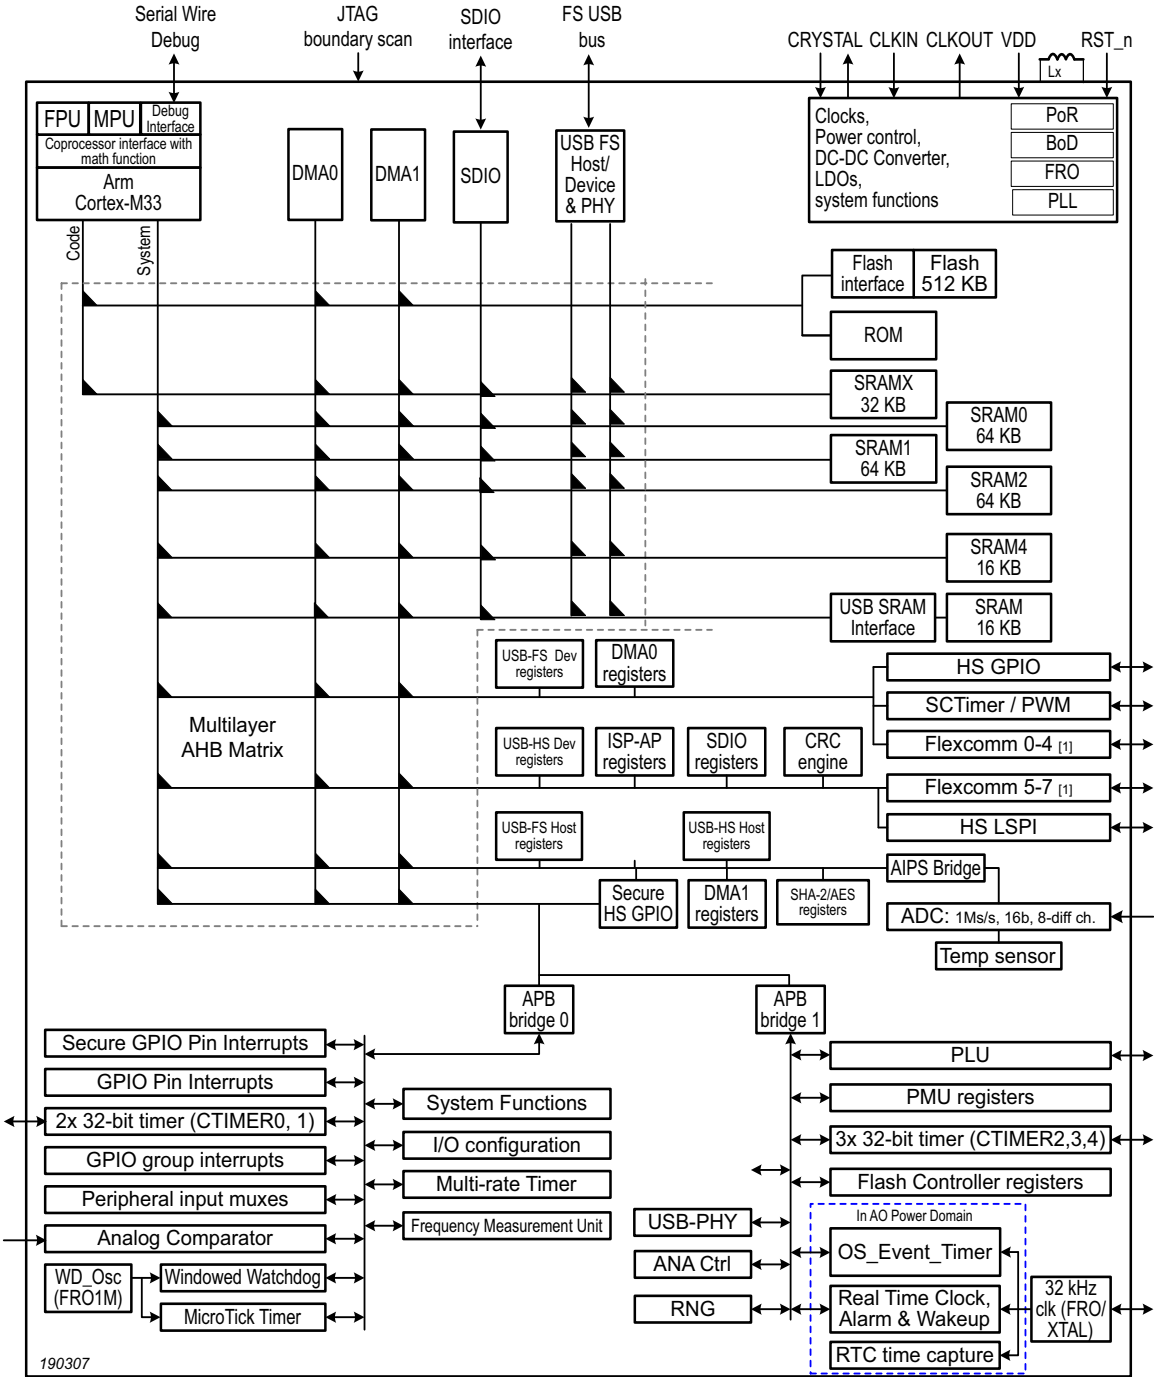 Serial Wire
Debug
JTAG
boundary scan
SDIO
interface
FS USB
bus
CRYSTAL CLKIN CLKOUT VDD
RST_n
Lx
FPU
MPU
Debug
Interface
Coprocessor interface with
math function
Arm
Cortex-M33
DMA0
DMA1
SDIO
USB FS
Host/
Device
& PHY
Clocks,
Power control,
DC-DC Converter,
LDOs,
system functions
PoR
BoD
FRO
PLL
Code
System
Flash
interface
Flash
512 KB
ROM
SRAMX
32 KB
SRAM0
64 KB
SRAM1
64 KB
SRAM2
64 KB
SRAM4
16 KB
USB SRAM
Interface
SRAM
16 KB
USB-FS Dev
registers
DMA0
registers
HS GPIO
SCTimer / PWM
Flexcomm 0-4 [1]
Multilayer
AHB Matrix
USB-HS Dev
registers
ISP-AP
registers
SDIO
registers
CRC
engine
Flexcomm 5-7 [1]
HS LSPI
USB-FS Host
registers
USB-HS Host
registers
AIPS Bridge
Secure
HS GPIO
DMA1
registers
SHA-2/AES
registers
ADC: 1Ms/s, 16b, 8-diff ch.
Temp sensor
APB
bridge 0
APB
bridge 1
Secure GPIO Pin Interrupts
GPIO Pin Interrupts
2x 32-bit timer (CTIMER0, 1)
GPIO group interrupts
Peripheral input muxes
Analog Comparator
WD_Osc
(FRO1M)
Windowed Watchdog
MicroTick Timer
System Functions
I/O configuration
Multi-rate Timer
Frequency Measurement Unit
PLU
PMU registers
3x 32-bit timer (CTIMER2,3,4)
Flash Controller registers
USB-PHY
ANA Ctrl
RNG
In AO Power Domain
OS_Event_Timer
Real Time Clock,
Alarm & Wakeup
RTC time capture
32 kHz
clk (FRO/
XTAL)
190307